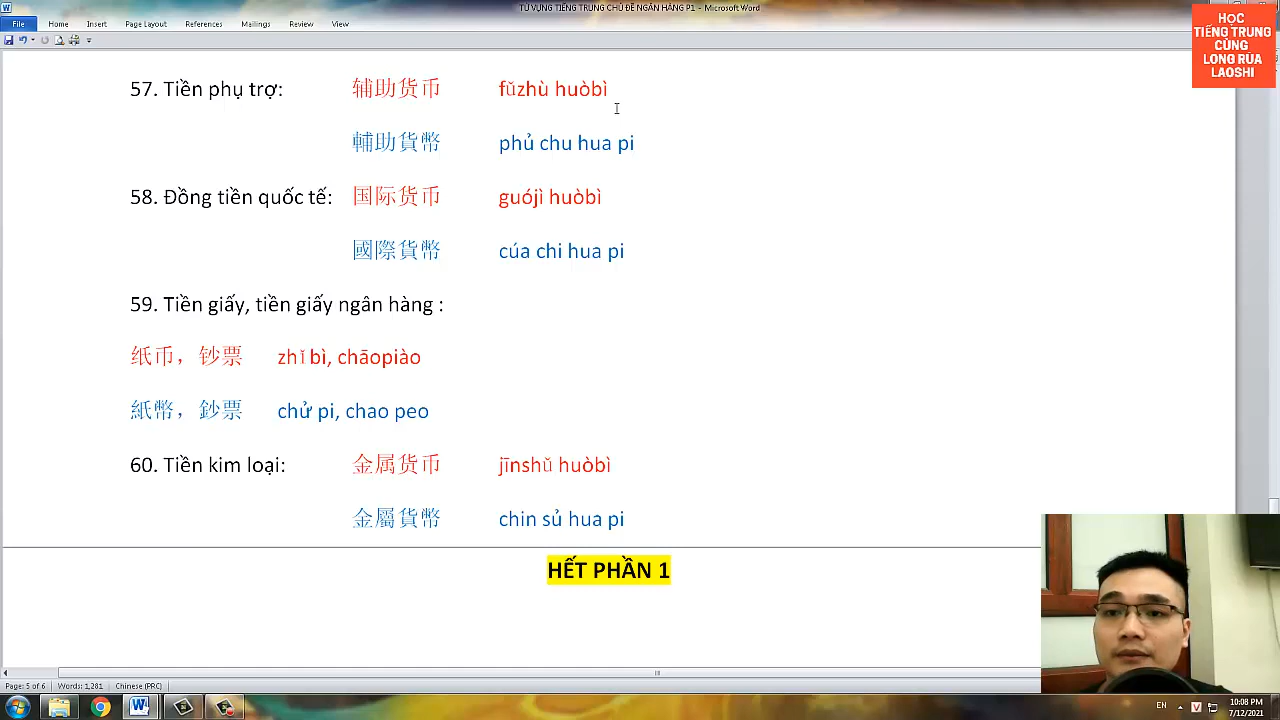 TỪ VỰNG TIẾNG TRUNG CHỦ ĐỀ NGÂN HÀNG P1 - Microsoft Word
File Home Insert Page Layout References Mailings Review View
HỌC
TIẾNG TRUNG
CÙNG
LONG RÙA
LAOSHI
57. Tiền phụ trợ: 辅助货币 fǔzhù huòbì
輔助貨幣 phủ chu hua pi
58. Đồng tiền quốc tế: 国际货币 guójì huòbì
國際貨幣 cúa chi hua pi
59. Tiền giấy, tiền giấy ngân hàng :
纸币，钞票 zhǐ bì, chāopiào
紙幣，鈔票 chử pi, chao peo
60. Tiền kim loại: 金属货币 jīnshǔ huòbì
金屬貨幣 chin sủ hua pi
HẾT PHẦN 1
Page: 5 of 6 Words: 1,281 Chinese (PRC)
EN
10:08 PM
7/12/2021